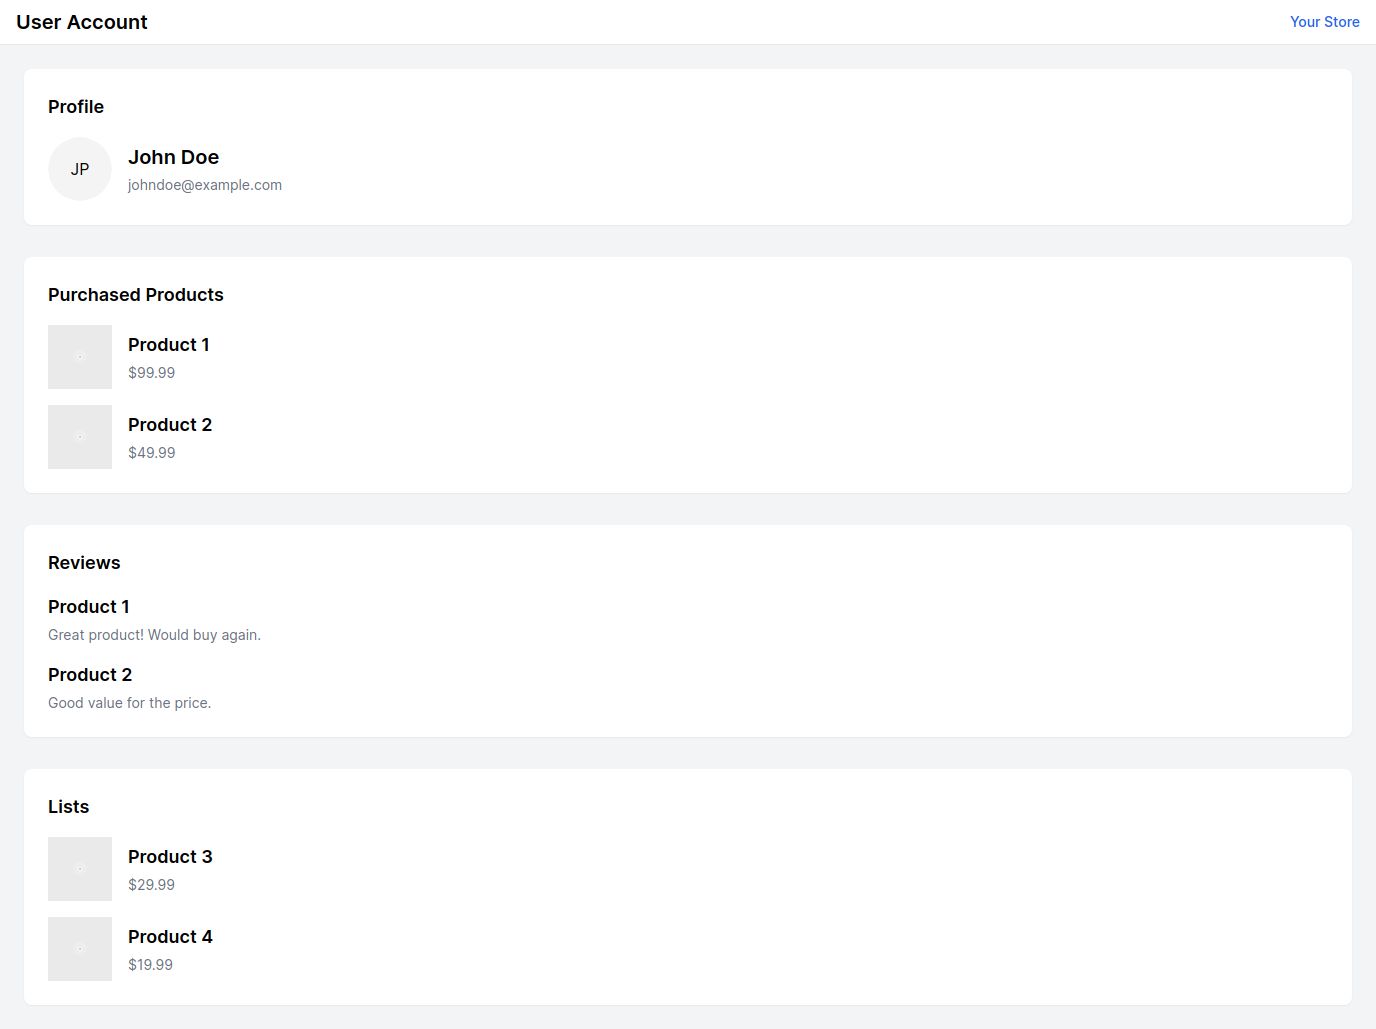 User Account
Your Store
Profile
JP
John Doe
johndoe@example.com
Purchased Products
Product 1
$99.99
Product 2
$49.99
Reviews
Product 1
Great product! Would buy again.
Product 2
Good value for the price.
Lists
Product 3
$29.99
Product 4
$19.99